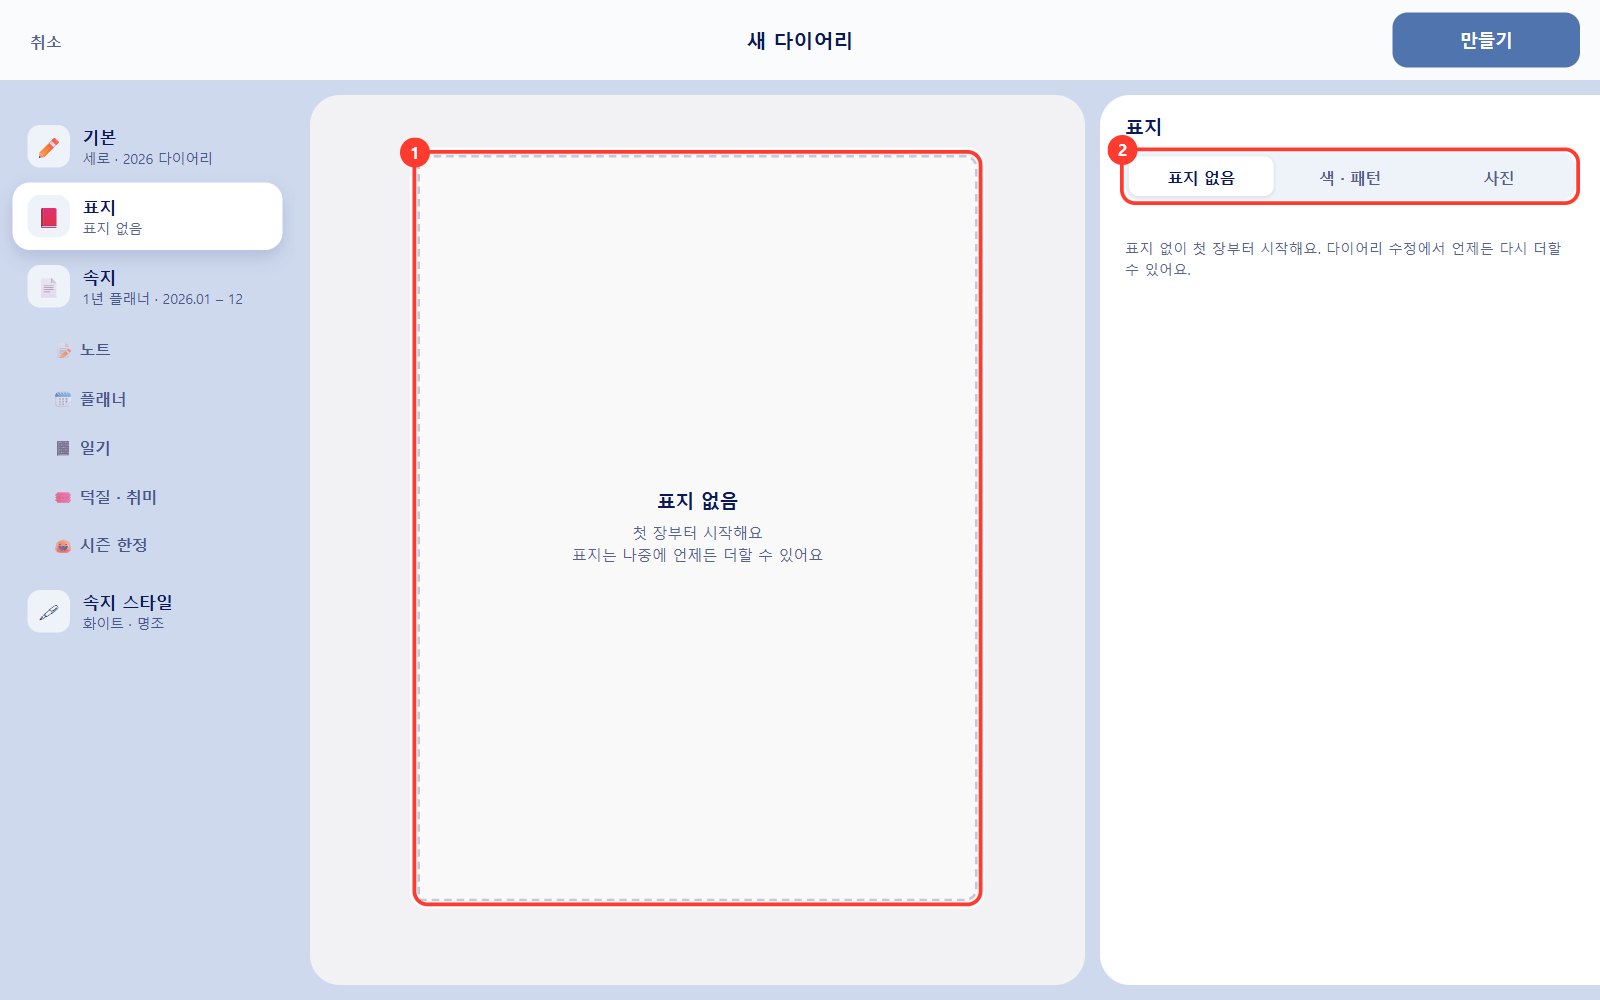 취소
새 다이어리
만들기
기본
세로 · 2026 다이어리
표지
표지 없음
속지
1년 플래너 · 2026.01 – 12
노트
플래너
일기
덕질 · 취미
시즌 한정
속지 스타일
화이트 · 명조
1
표지 없음
첫 장부터 시작해요
표지는 나중에 언제든 더할 수 있어요
표지
2
표지 없음
색 · 패턴
사진
표지 없이 첫 장부터 시작해요. 다이어리 수정에서 언제든 다시 더할
수 있어요.